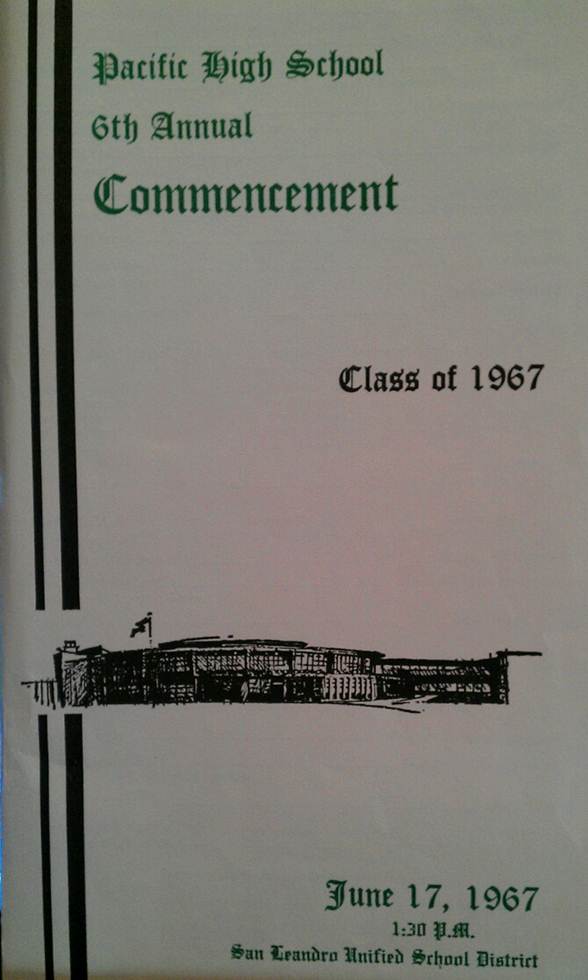 Pacific High School
6th Annual
Commencement
Class of 1967
June 17, 1967
1:30 P.M.
San Leandro Unified School District